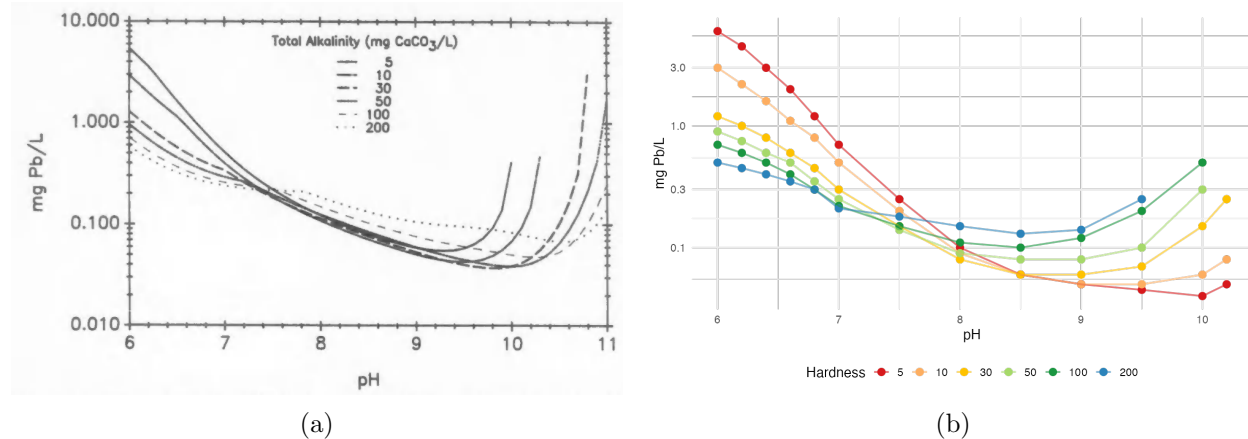 10.000
Total Alkalinity (mg CaCO3/L)
5
10
30
50
100
200
1.000
0.100
0.010
mg Pb/L
6 7 8 9 10 11
pH
(a)
3.0
1.0
0.3
0.1
mg Pb/L
6 7 8 9 10
pH
Hardness 5 10 30 50 100 200
(b)